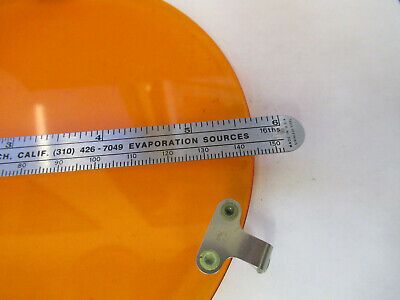 3 4 5 6
16ths
CH, CALIF. (310) 426-7049 EVAPORATION SOURCES
80 90 100 110 120 130 140 150